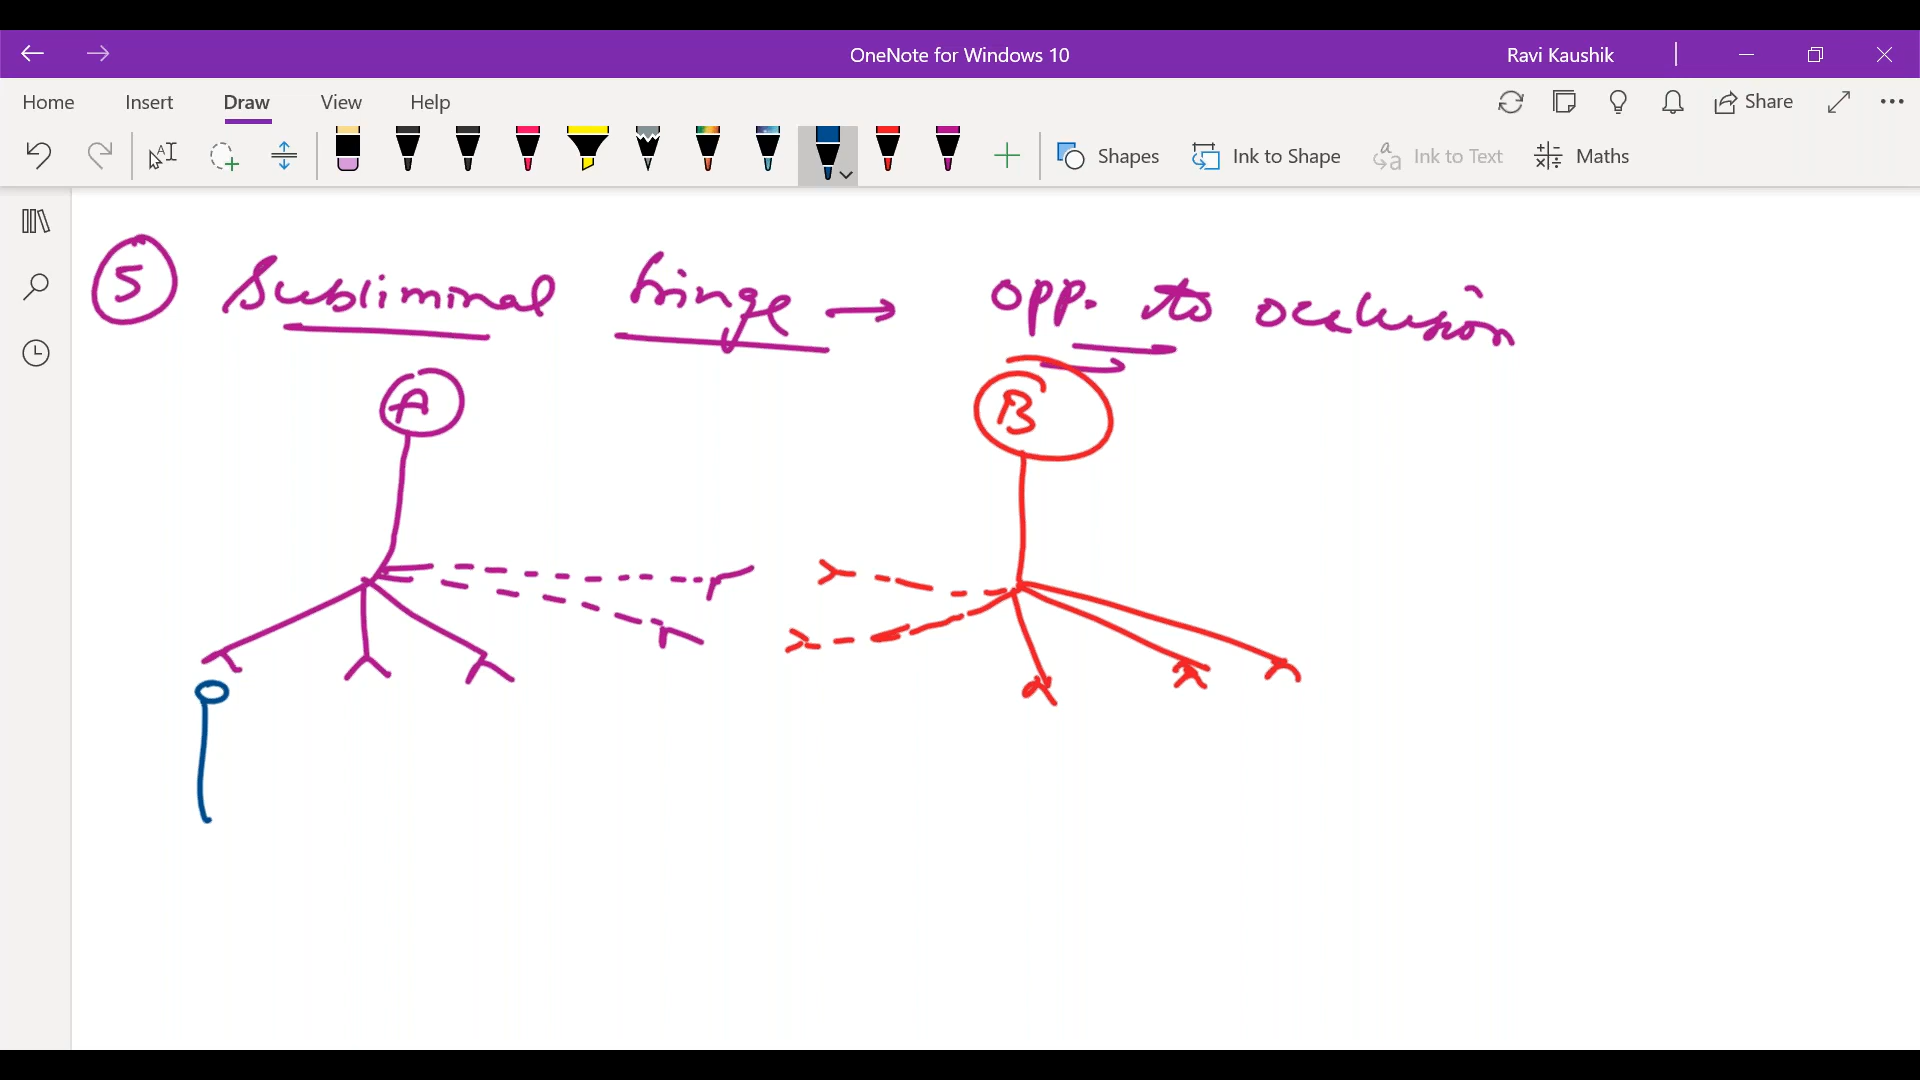 OneNote for Windows 10 Ravi Kaushik
Home Insert Draw View Help Share
Shapes Ink to Shape Ink to Text Maths
5 Subliminal fringe → opp. to occlusion
A B